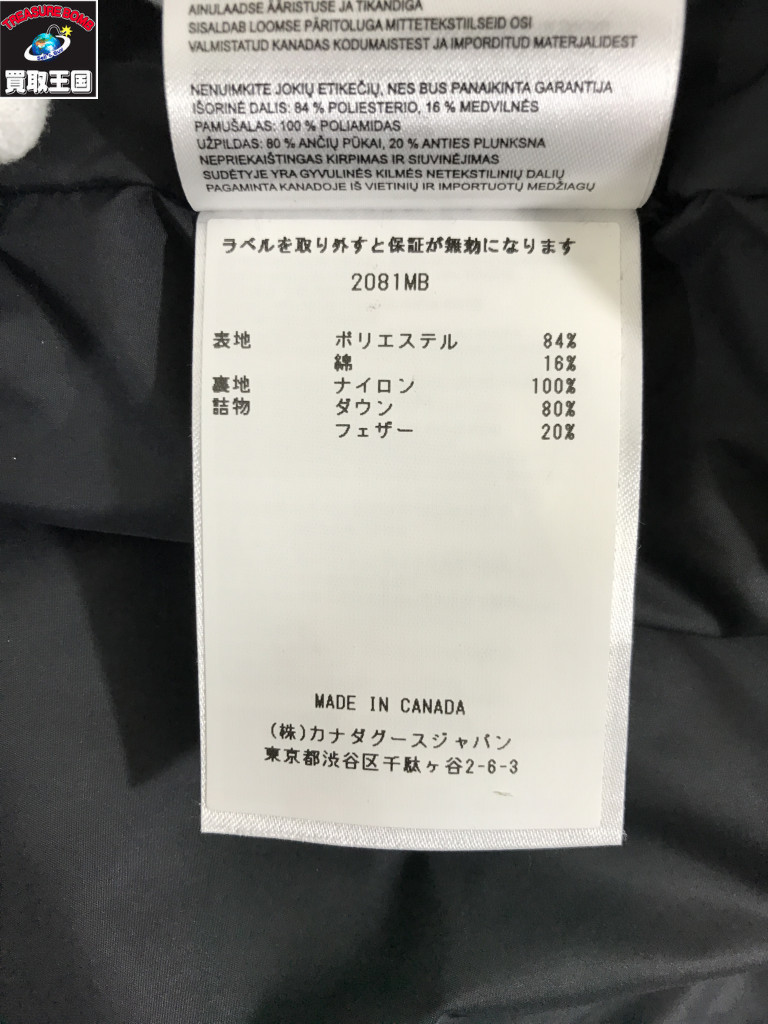 TREASURE BOMB
買取王国
AINULAADSE ÄÄRISTUSE JA TIKANDIGA
SISALDAB LOOMSE PÄRITOLUGA MITTETEKSTIILSEID OSI
VALMISTATUD KANADAS KODUMAISTEST JA IMPORDITUD MATERJALIDEST
NENUIMKITE JOKIŲ ETIKEČIŲ, NES BUS PANAIKINTA GARANTIJA
IŠORINĖ DALIS: 84 % POLIESTERIO, 16 % MEDVILNĖS
PAMUŠALAS: 100 % POLIAMIDAS
UŽPILDAS: 80 % ANČIŲ PŪKAI, 20 % ANTIES PLUNKSNA
NEPRIEKAIŠTINGAS KIRPIMAS IR SIUVINĖJIMAS
SUDĖTYJE YRA GYVULINĖS KILMĖS NETEKSTILINIŲ DALIŲ
PAGAMINTA KANADOJE IŠ VIETINIŲ IR IMPORTUOTŲ MEDŽIAGŲ
ラベルを取り外すと保証が無効になります
2081MB
表地 ポリエステル 84%
綿 16%
裏地 ナイロン 100%
詰物 ダウン 80%
フェザー 20%
MADE IN CANADA
(株)カナダグースジャパン
東京都渋谷区千駄ヶ谷2-6-3